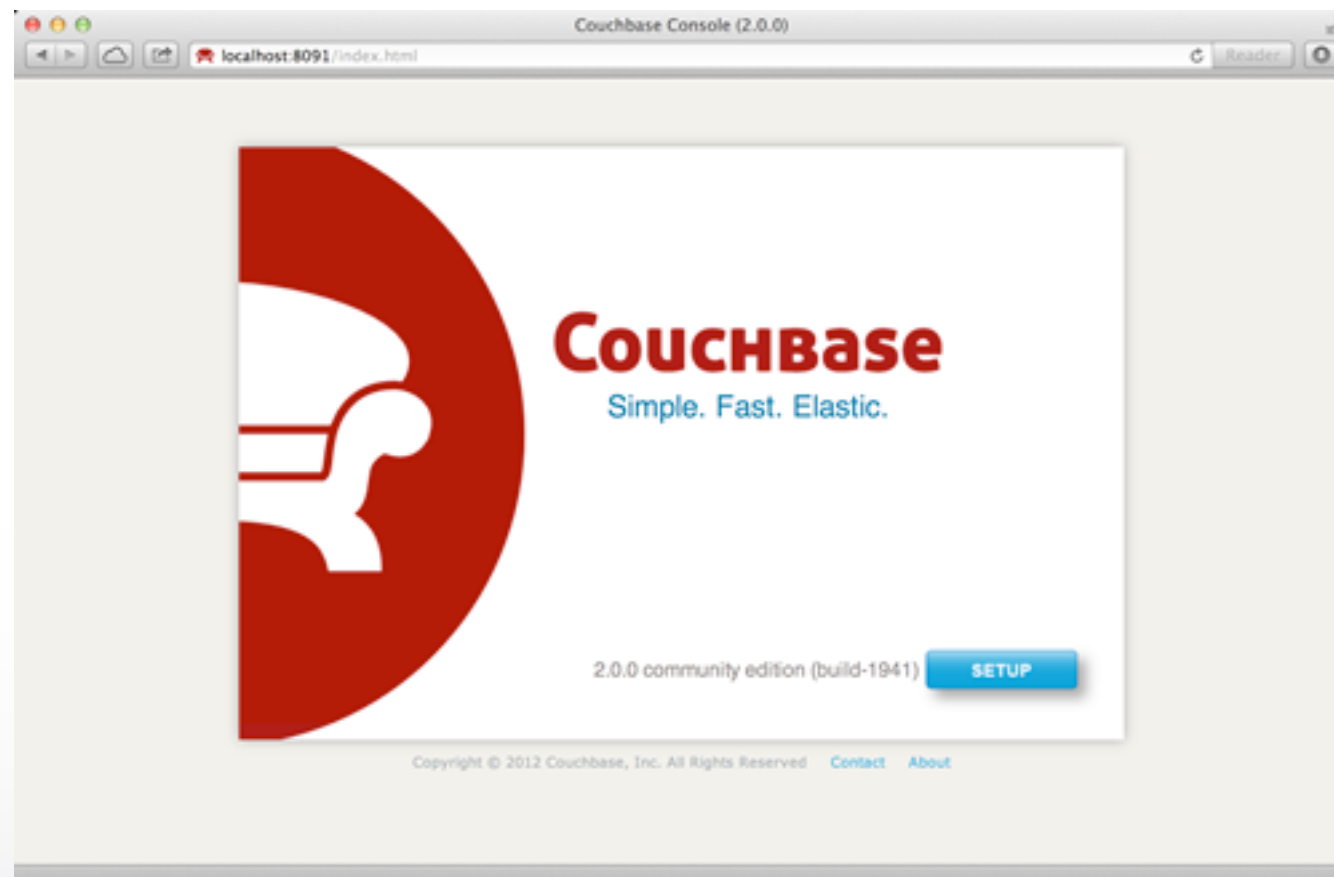 Couchbase Console (2.0.0)
localhost:8091/index.html
Reader
Couchbase
Simple. Fast. Elastic.
2.0.0 community edition (build-1941)
SETUP
Copyright © 2012 Couchbase, Inc. All Rights Reserved Contact About